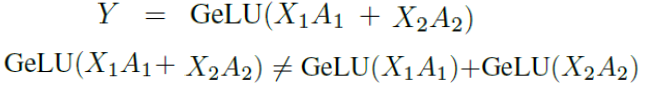 Y = GeLU(X₁A₁ + X₂A₂)
GeLU(X₁A₁+ X₂A₂) ≠ GeLU(X₁A₁)+GeLU(X₂A₂)